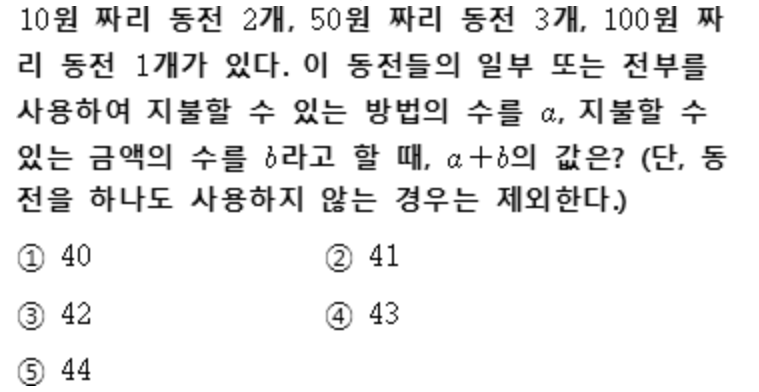 10원 짜리 동전 2개, 50원 짜리 동전 3개, 100원 짜
리 동전 1개가 있다. 이 동전들의 일부 또는 전부를
사용하여 지불할 수 있는 방법의 수를 a, 지불할 수
있는 금액의 수를 b라고 할 때, a+b의 값은? (단, 동
전을 하나도 사용하지 않는 경우는 제외한다.)
① 40 ② 41
③ 42 ④ 43
⑤ 44